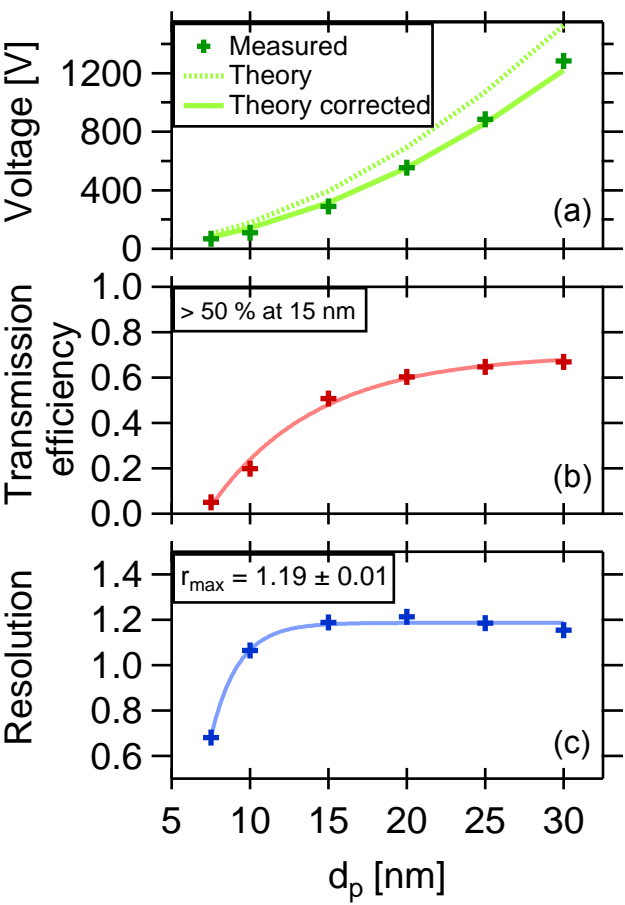 Voltage [V]
1200
800
400
0
Measured
Theory
Theory corrected
(a)
Transmission
efficiency
1.0
0.8
0.6
0.4
0.2
0.0
> 50 % at 15 nm
(b)
Resolution
1.4
1.2
1.0
0.8
0.6
r_max = 1.19 ± 0.01
(c)
5 10 15 20 25 30
d_p [nm]